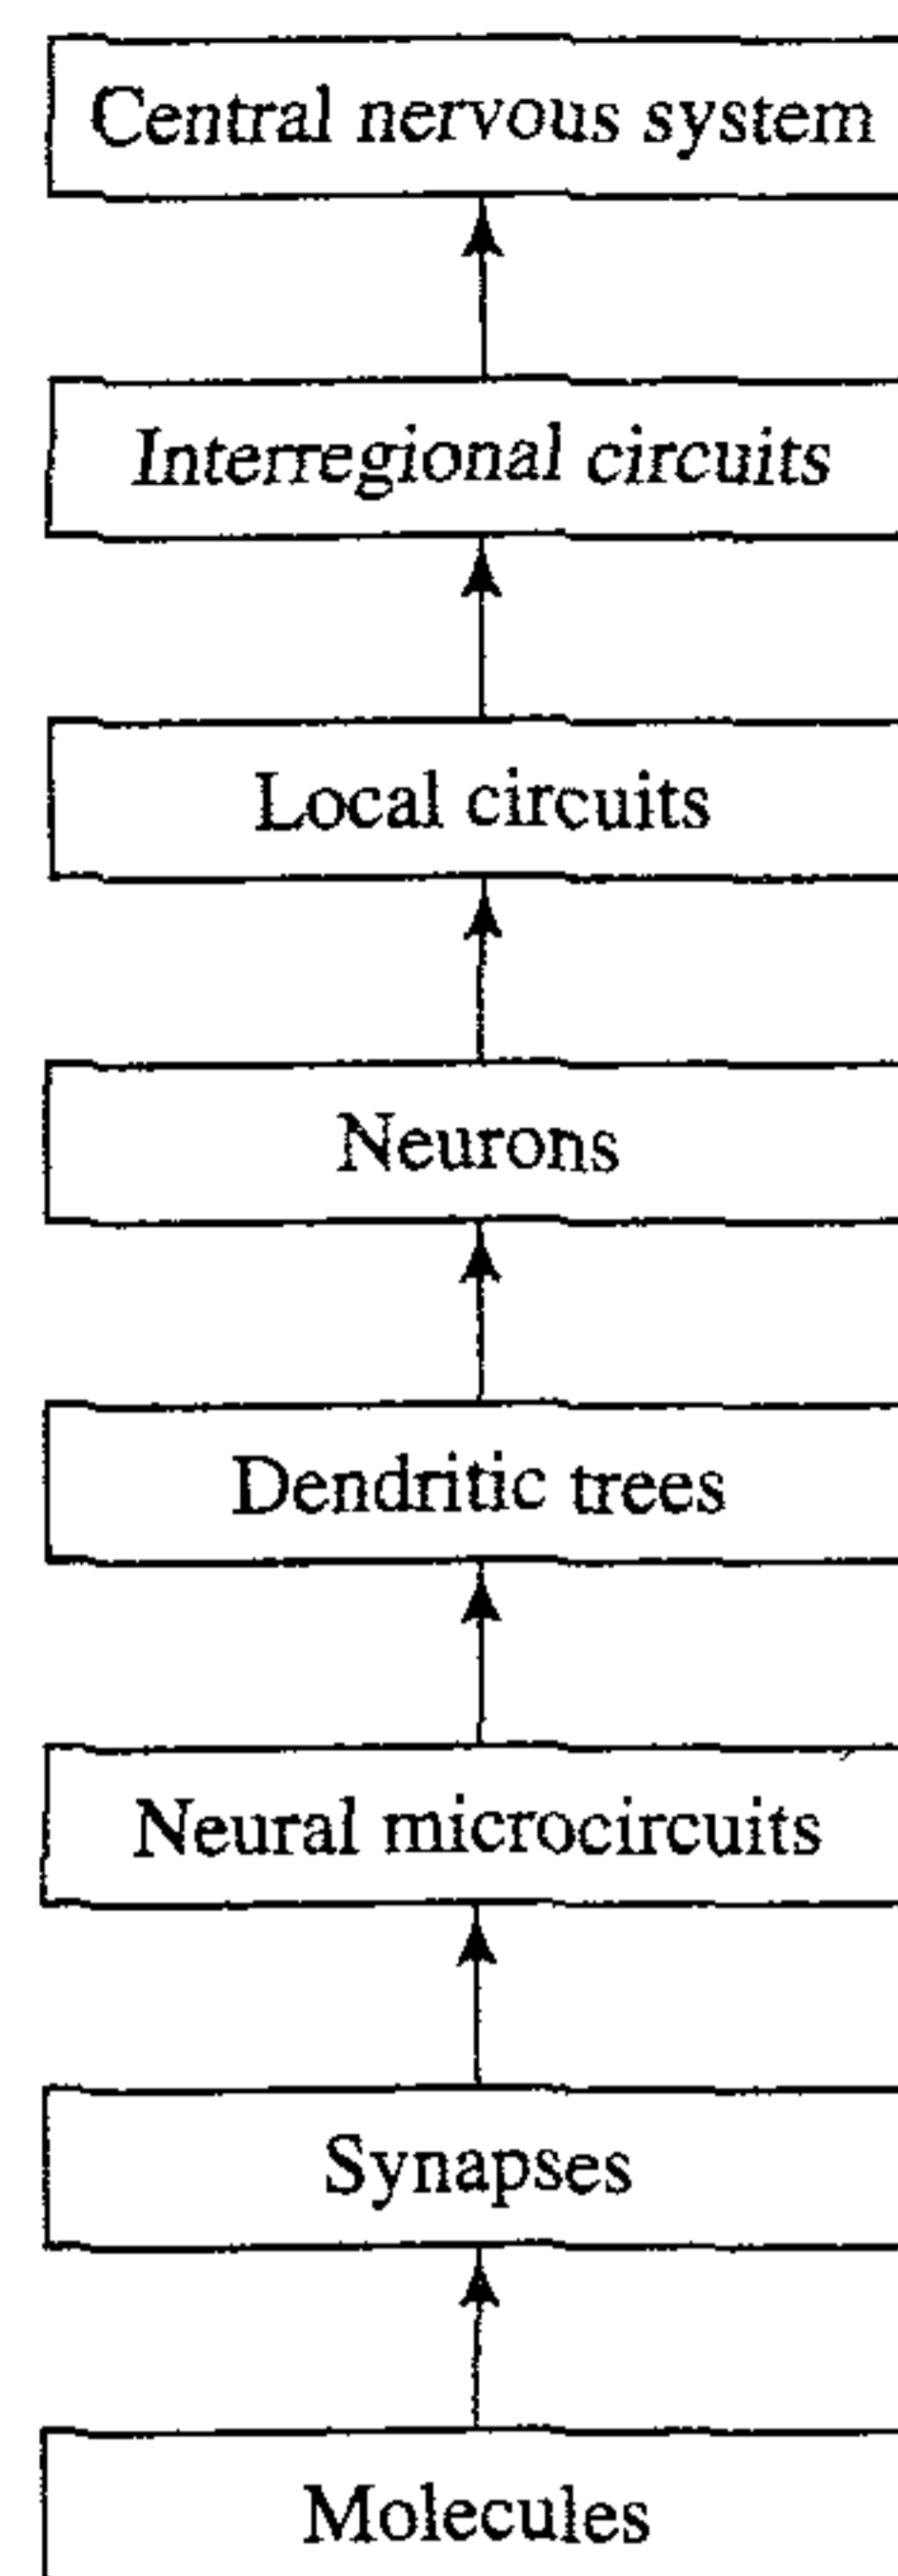 Central nervous system
Interregional circuits
Local circuits
Neurons
Dendritic trees
Neural microcircuits
Synapses
Molecules